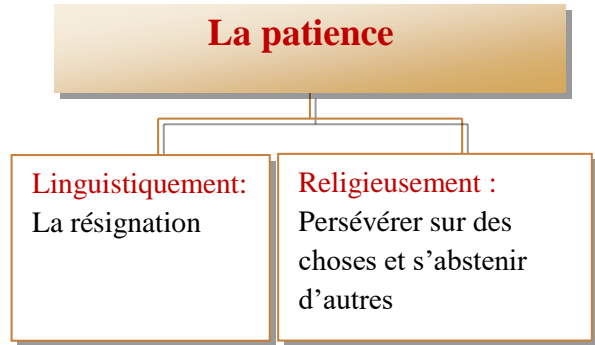 La patience
Linguistiquement:
La résignation
Religieusement :
Persévérer sur des
choses et s’abstenir
d’autres